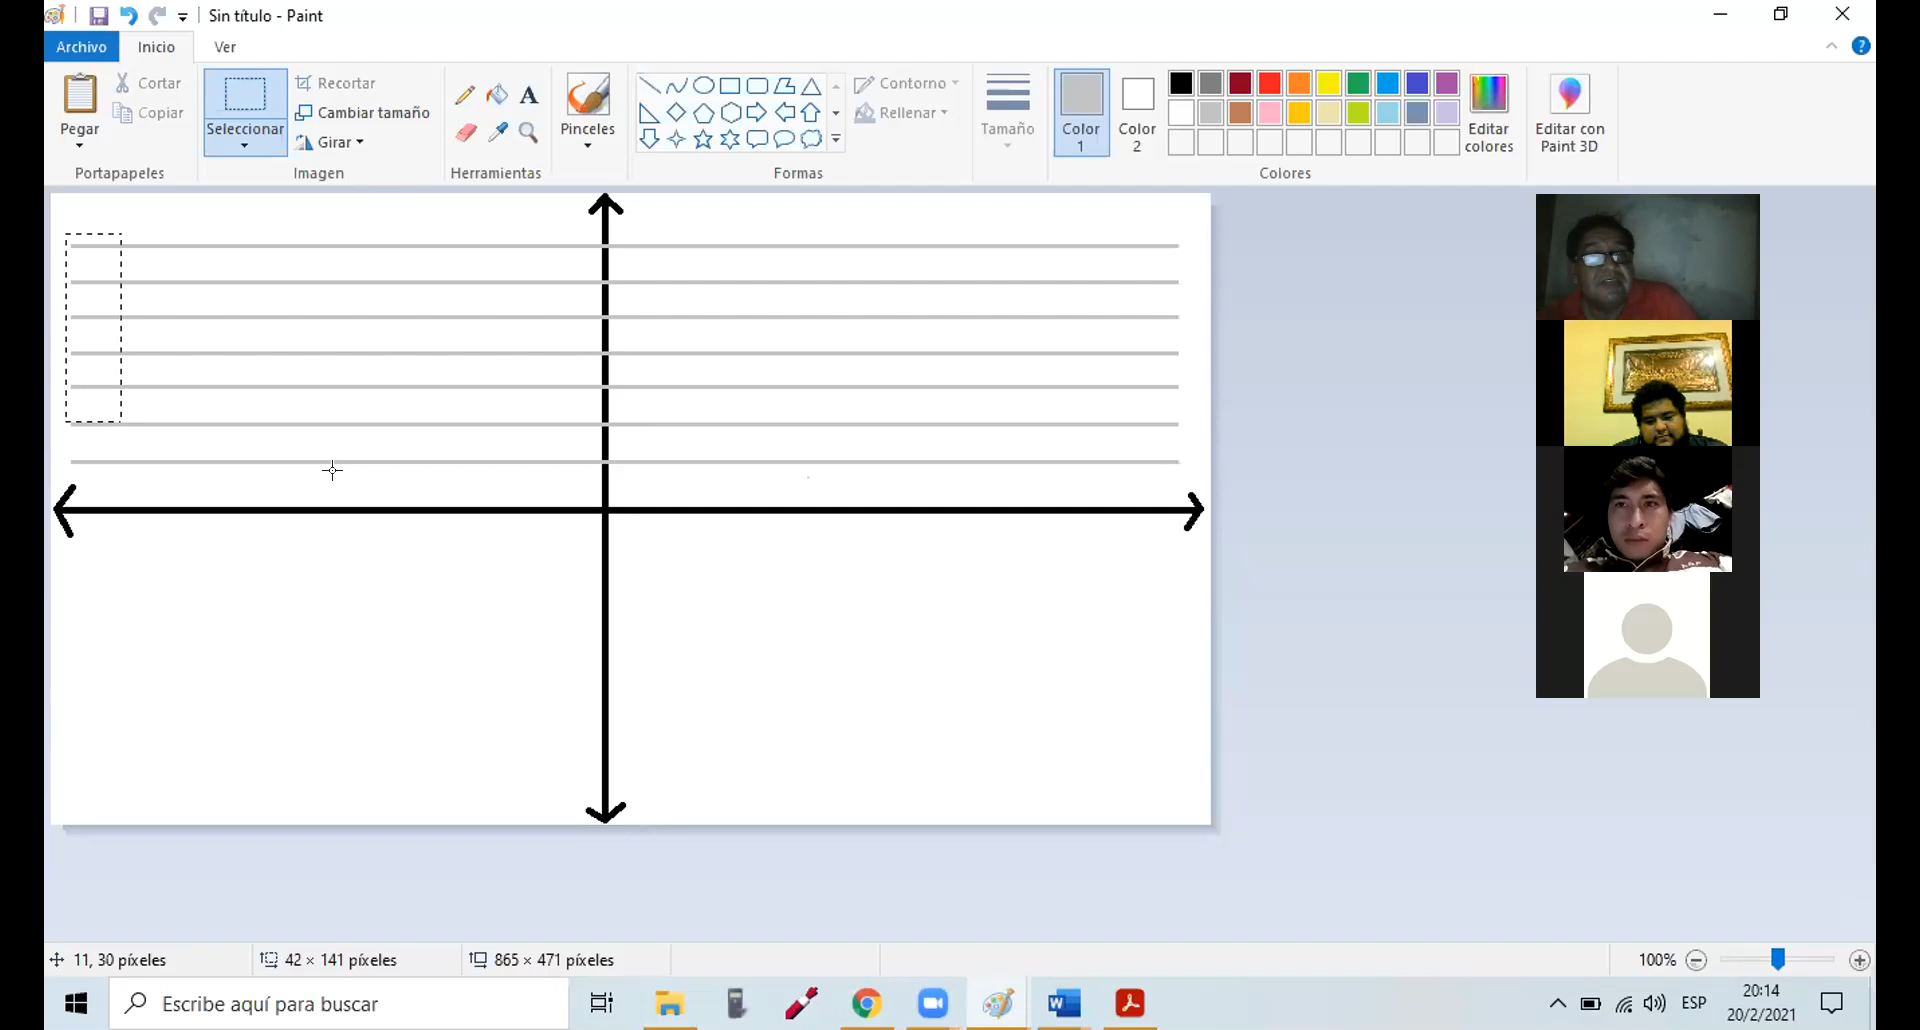 Sin título - Paint
Archivo Inicio Ver
Pegar
Cortar
Copiar
Portapapeles
Seleccionar
Recortar
Cambiar tamaño
Girar
Imagen
A
Herramientas
Pinceles
Contorno
Rellenar
Formas
Tamaño
Color
1
Color
2
Editar
colores
Colores
Editar con
Paint 3D
11, 30 píxeles 42 × 141 píxeles 865 × 471 píxeles 100%
Escribe aquí para buscar
ESP
20:14
20/2/2021